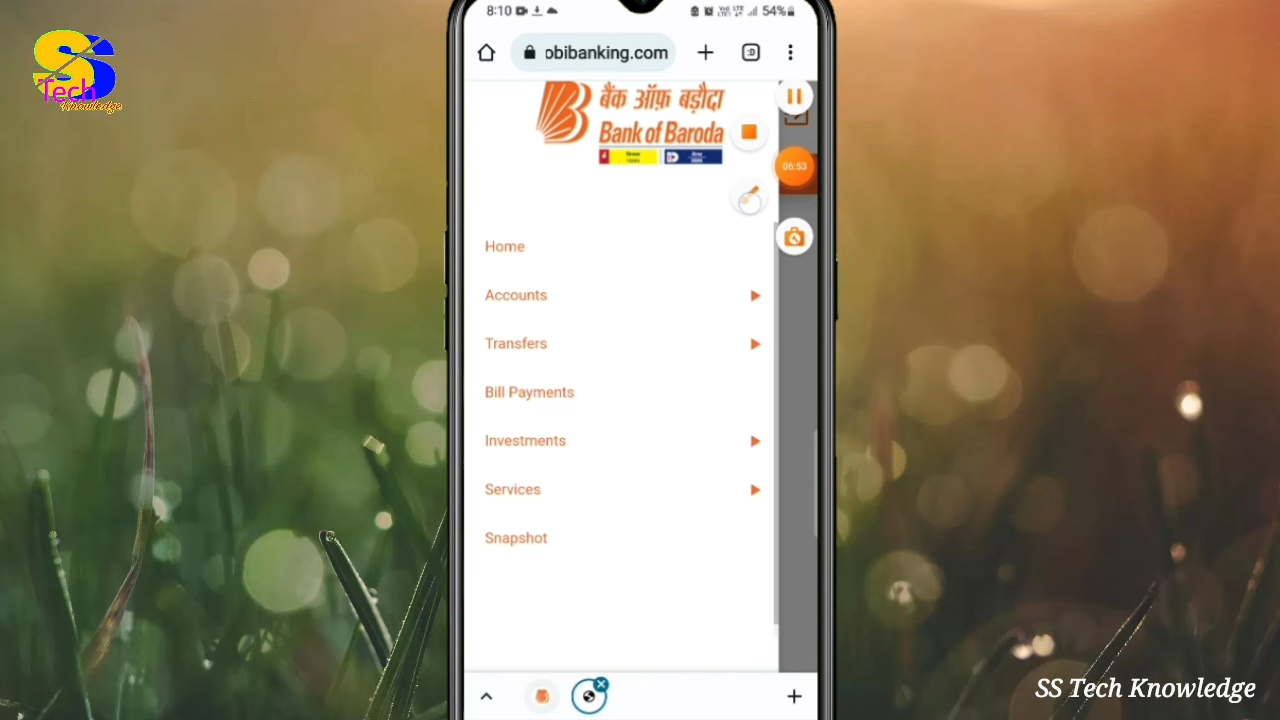 8:10
54%
SS
Tech
Knowledge
obibanking.com
:D
बैंक ऑफ़ बड़ौदा
Bank of Baroda
06:53
Home
Accounts
Transfers
Bill Payments
Investments
Services
Snapshot
SS Tech Knowledge